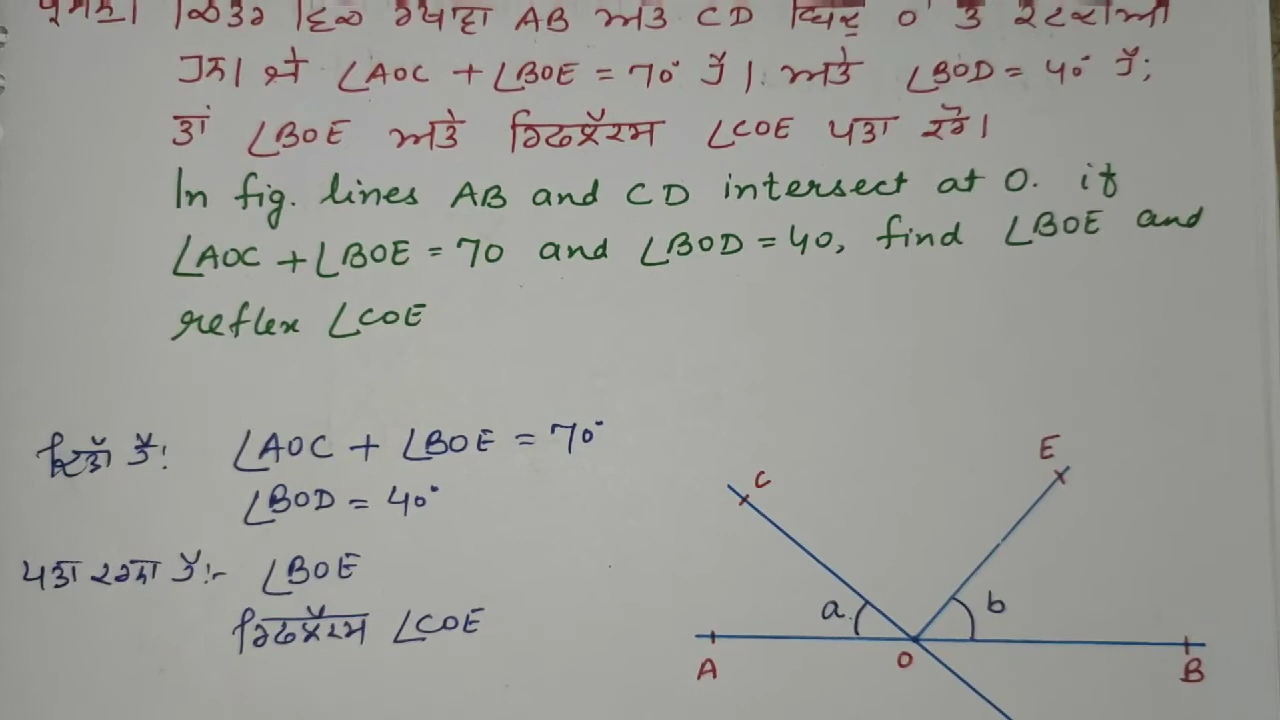 ਚਿੱਤਰ ਵਿੱਚ ਰੇਖਾਵਾਂ AB ਅਤੇ CD ਬਿੰਦੂ O 'ਤੇ ਕੱਟਦੀਆਂ
ਹਨ। ਜੇ ∠AOC + ∠BOE = 70° ਹੈ। ਅਤੇ ∠BOD = 40° ਹੈ;
ਤਾਂ ∠BOE ਅਤੇ ਰਿਫਲੈਕਸ ∠COE ਪਤਾ ਕਰੋ।
In fig. lines AB and CD intersect at O. if
∠AOC + ∠BOE = 70 and ∠BOD = 40, find ∠BOE and
reflex ∠COE
ਦਿੱਤਾ ਹੈ: ∠AOC + ∠BOE = 70°
∠BOD = 40°
ਪਤਾ ਕਰਨਾ ਹੈ:- ∠BOE
ਰਿਫਲੈਕਸ ∠COE
C
E
a
b
A
O
B